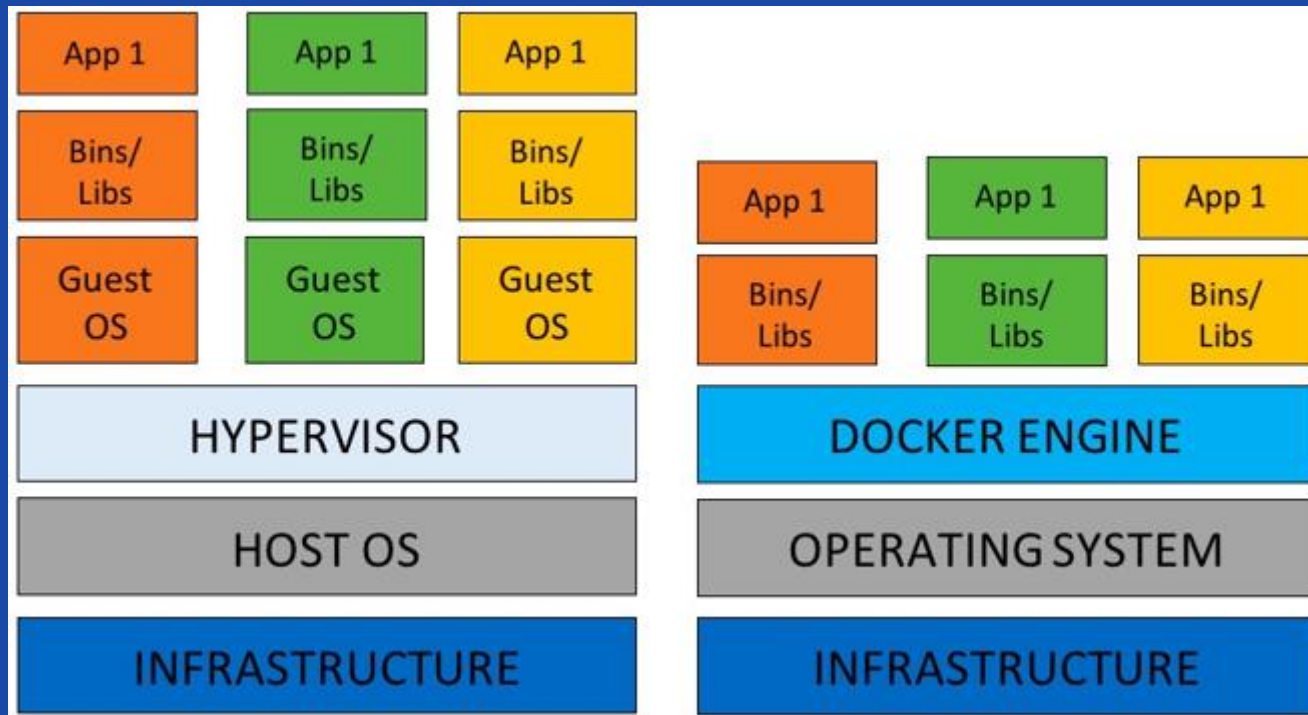 App 1
App 1
App 1
Bins/
Libs
Bins/
Libs
Bins/
Libs
Guest
OS
Guest
OS
Guest
OS
HYPERVISOR
HOST OS
INFRASTRUCTURE
App 1
App 1
App 1
Bins/
Libs
Bins/
Libs
Bins/
Libs
DOCKER ENGINE
OPERATING SYSTEM
INFRASTRUCTURE